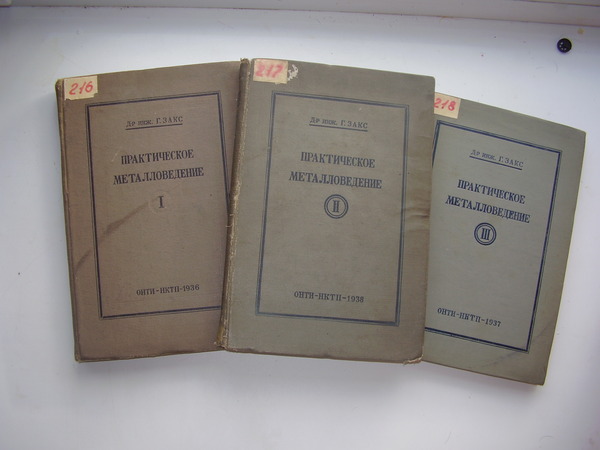 216
Др инж. Г. ЗАКС
ПРАКТИЧЕСКОЕ
МЕТАЛЛОВЕДЕНИЕ
I
ОНТИ-НКТП-1936
217
Др инж. Г. ЗАКС
ПРАКТИЧЕСКОЕ
МЕТАЛЛОВЕДЕНИЕ
II
ОНТИ-НКТП-1938
218
Др инж. Г. ЗАКС
ПРАКТИЧЕСКОЕ
МЕТАЛЛОВЕДЕНИЕ
III
ОНТИ-НКТП-1937